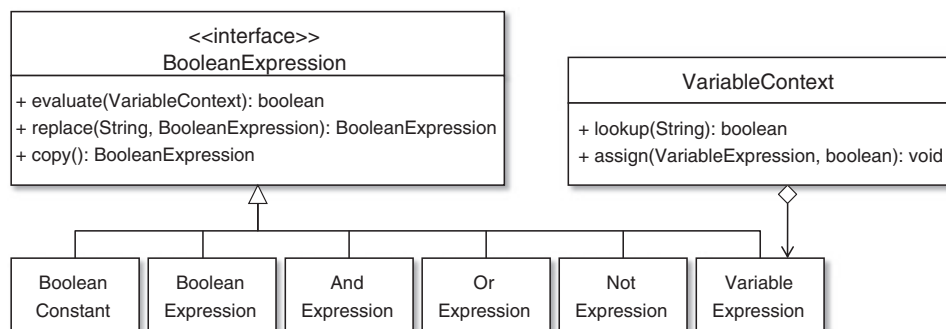 <<interface>>
BooleanExpression
+ evaluate(VariableContext): boolean
+ replace(String, BooleanExpression): BooleanExpression
+ copy(): BooleanExpression
VariableContext
+ lookup(String): boolean
+ assign(VariableExpression, boolean): void
Boolean
Constant
Boolean
Expression
And
Expression
Or
Expression
Not
Expression
Variable
Expression